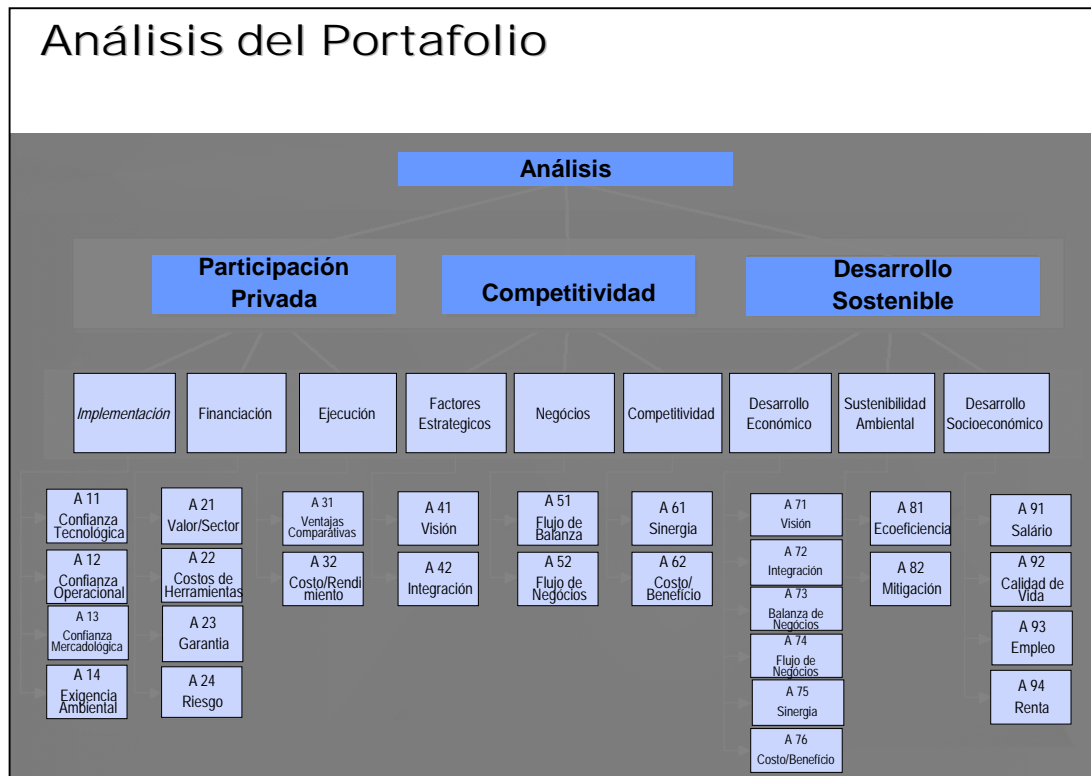 Análisis del Portafolio
Análisis
Participación
Privada
Competitividad
Desarrollo
Sostenible
Implementación
Financiación
Ejecución
Factores
Estrategicos
Negócios
Competitividad
Desarrollo
Económico
Sustenibilidad
Ambiental
Desarrollo
Socioeconómico
A 11
Confianza
Tecnológica
A 12
Confianza
Operacional
A 13
Confianza
Mercadológica
A 14
Exigencia
Ambiental
A 21
Valor/Sector
A 22
Costos de
Herramientas
A 23
Garantia
A 24
Riesgo
A 31
Ventajas
Comparativas
A 32
Costo/Rendi
miento
A 41
Visión
A 42
Integración
A 51
Flujo de
Balanza
A 52
Flujo de
Negócios
A 61
Sinergia
A 62
Costo/
Benefício
A 71
Visión
A 72
Integración
A 73
Balanza de
Negócios
A 74
Flujo de
Negócios
A 75
Sinergia
A 76
Costo/Benefício
A 81
Ecoeficiencia
A 82
Mitigación
A 91
Salário
A 92
Calidad de
Vida
A 93
Empleo
A 94
Renta